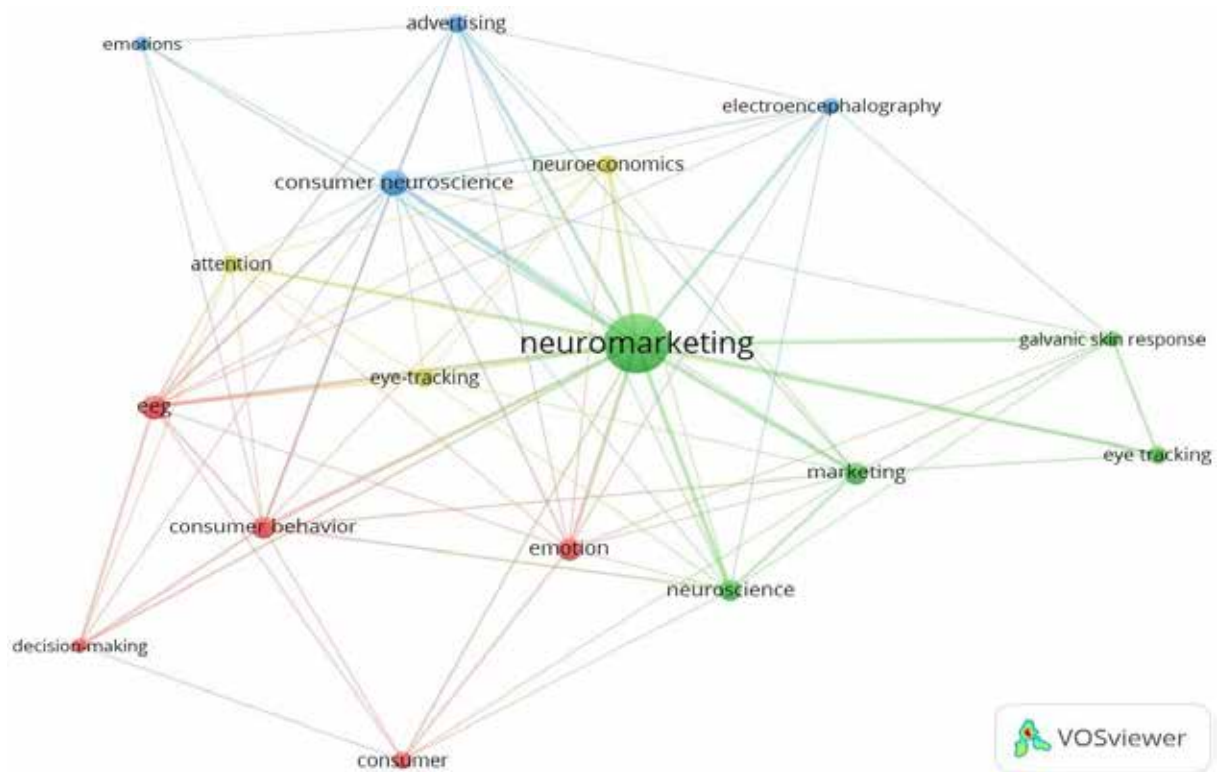 advertising
emotions
electroencephalography
neuroeconomics
consumer neuroscience
attention
neuromarketing
galvanic skin response
eye-tracking
eeg
eye tracking
marketing
consumer behavior
emotion
neuroscience
decision-making
consumer
VOSviewer